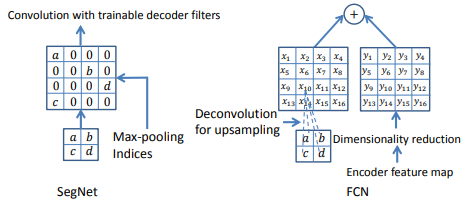 Convolution with trainable decoder filters
a 0 0 0
0 0 b 0
0 0 0 d
c 0 0 0
a b
c d
Max-pooling
Indices
SegNet
+
x₁ x₂ x₃ x₄
x₅ x₆ x₇ x₈
x₉ x₁₀ x₁₁ x₁₂
x₁₃ x₁₄ x₁₅ x₁₆
y₁ y₂ y₃ y₄
y₅ y₆ y₇ y₈
y₉ y₁₀ y₁₁ y₁₂
y₁₃ y₁₄ y₁₅ y₁₆
Deconvolution
for upsampling
a b
c d
Dimensionality reduction
Encoder feature map
FCN